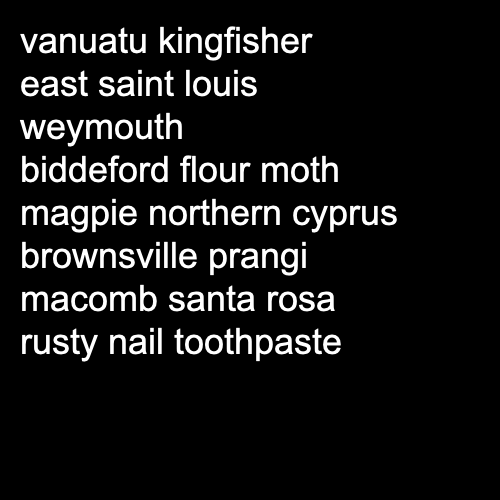 vanuatu kingfisher
east saint louis
weymouth
biddeford flour moth
magpie northern cyprus
brownsville prangi
macomb santa rosa
rusty nail toothpaste